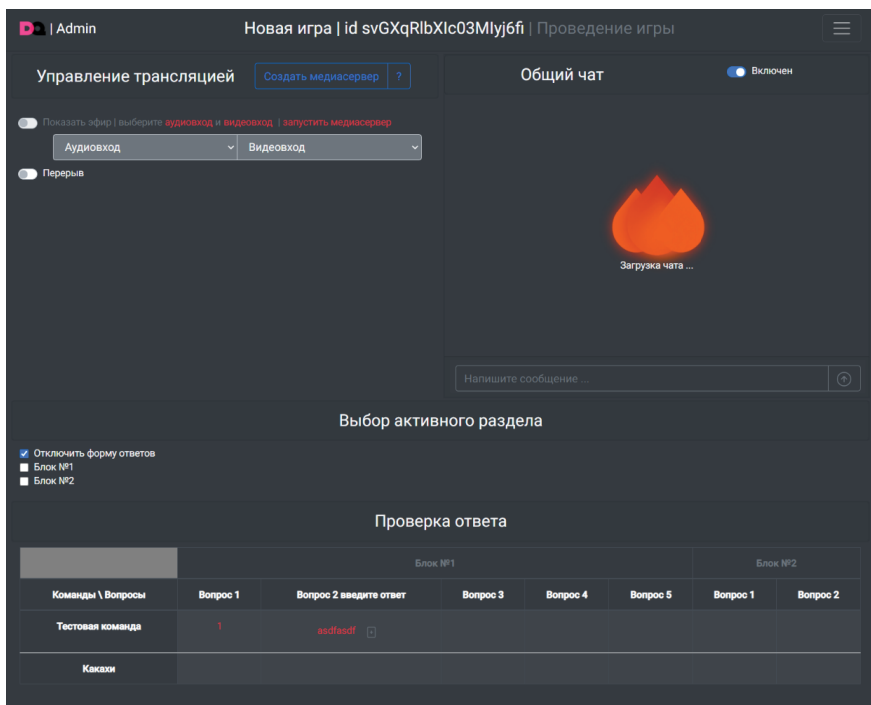 DQ | Admin
Новая игра | id svGXqRlbXIc03MIyj6fi | Проведение игры
Управление трансляцией
Создать медиасервер ?
Общий чат
Включен
Показать эфир | выберите аудиовход и видеовход | запустить медиасервер
Аудиовход Видеовход
Перерыв
Загрузка чата ...
Напишите сообщение ...
Выбор активного раздела
Отключить форму ответов
Блок №1
Блок №2
Проверка ответа
Блок №1 Блок №2
Команды \ Вопросы Вопрос 1 Вопрос 2 введите ответ Вопрос 3 Вопрос 4 Вопрос 5 Вопрос 1 Вопрос 2
Тестовая команда 1 asdfasdf +
Какахи